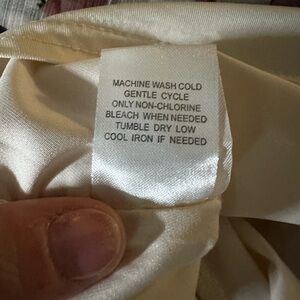 MACHINE WASH COLD
GENTLE CYCLE
ONLY NON-CHLORINE
BLEACH WHEN NEEDED
TUMBLE DRY LOW
COOL IRON IF NEEDED